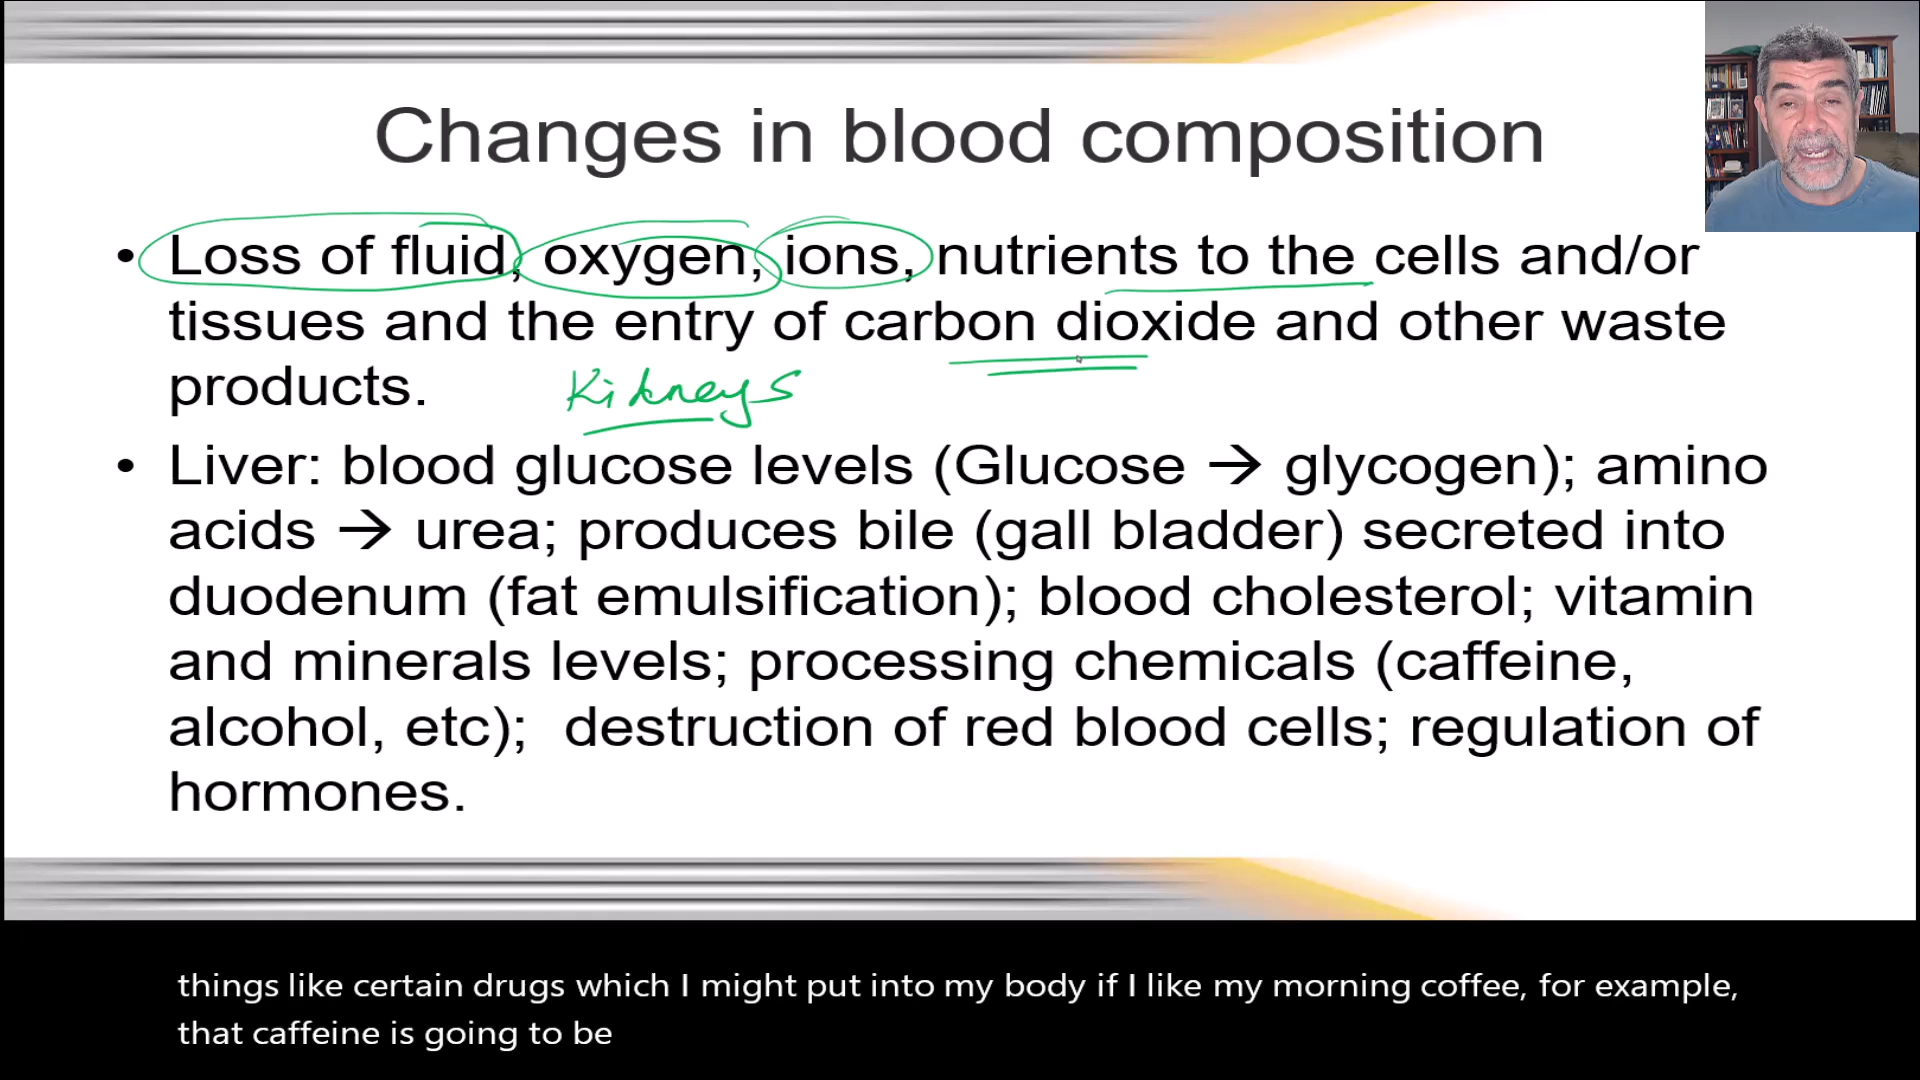 Changes in blood composition
• Loss of fluid, oxygen, ions, nutrients to the cells and/or
tissues and the entry of carbon dioxide and other waste
products.
Kidneys
• Liver: blood glucose levels (Glucose → glycogen); amino
acids → urea; produces bile (gall bladder) secreted into
duodenum (fat emulsification); blood cholesterol; vitamin
and minerals levels; processing chemicals (caffeine,
alcohol, etc);  destruction of red blood cells; regulation of
hormones.
things like certain drugs which I might put into my body if I like my morning coffee, for example,
that caffeine is going to be